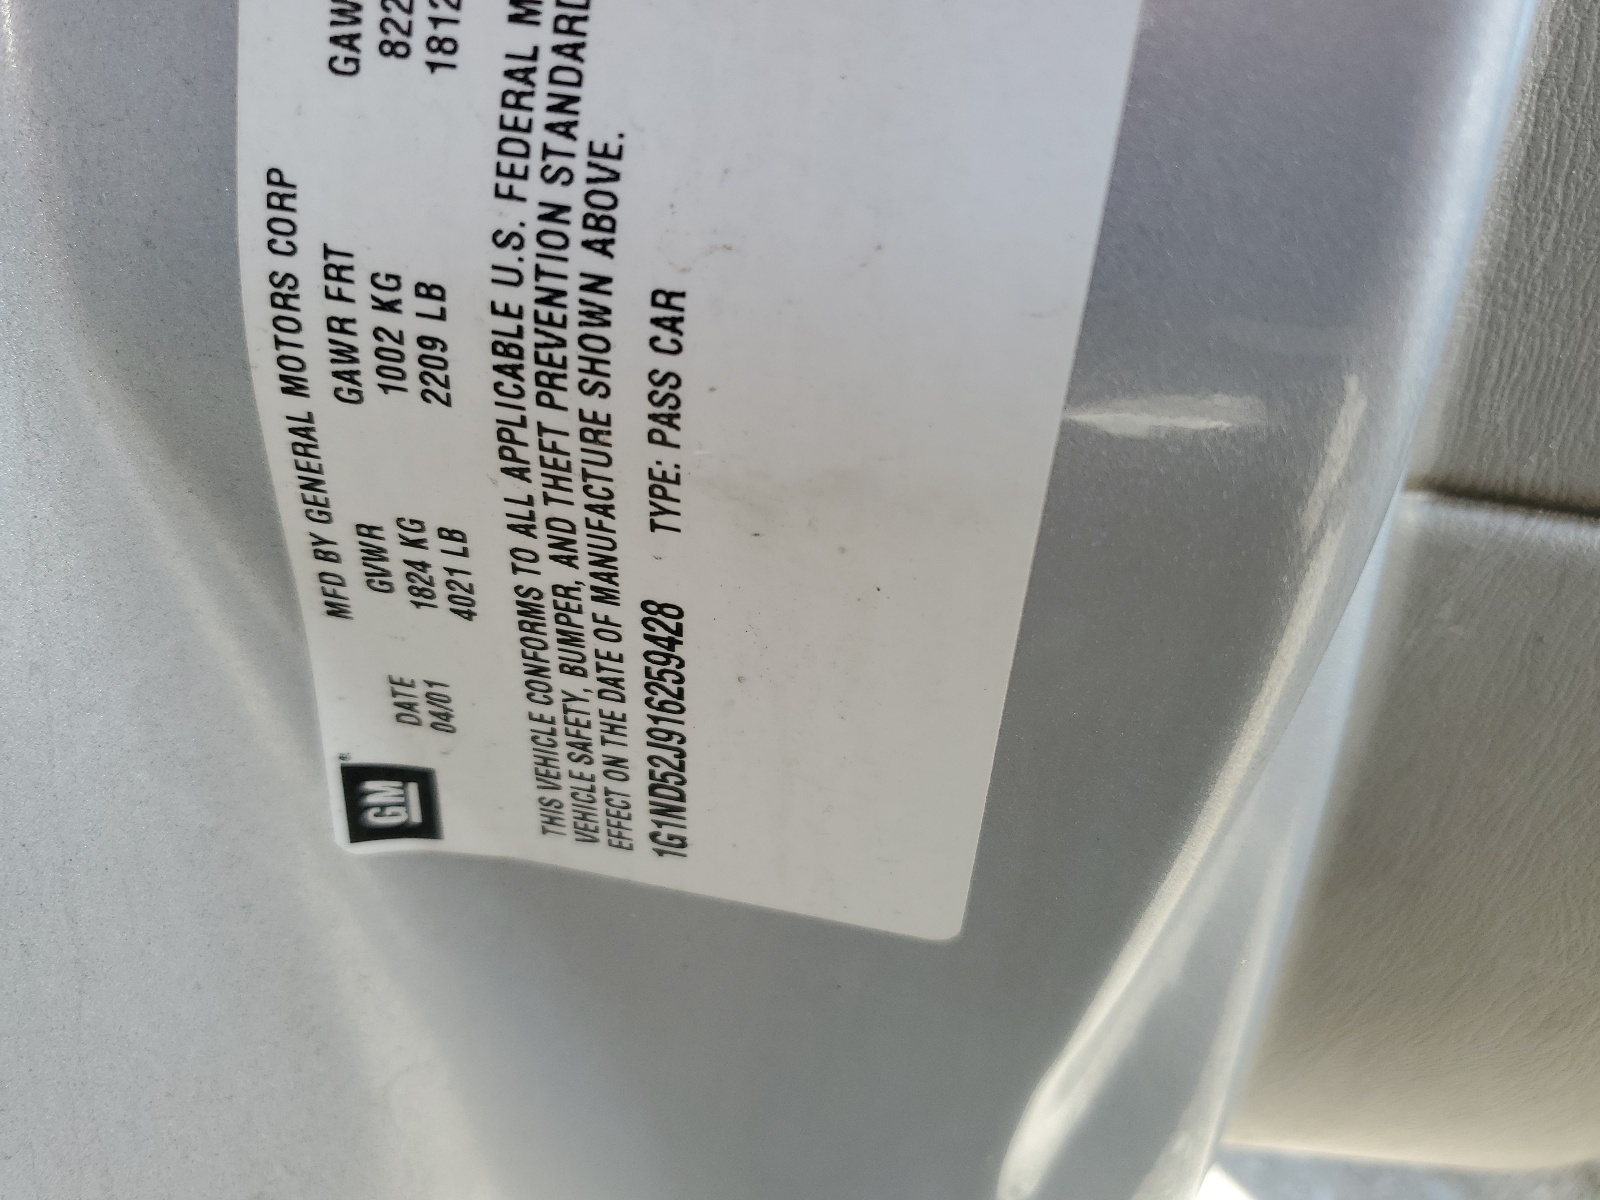 GM
MFD BY GENERAL MOTORS CORP
DATE GVWR GAWR FRT GAW
04/01 1824 KG 1002 KG 822
4021 LB 2209 LB 1812
THIS VEHICLE CONFORMS TO ALL APPLICABLE U.S. FEDERAL M
VEHICLE SAFETY, BUMPER, AND THEFT PREVENTION STANDARD
EFFECT ON THE DATE OF MANUFACTURE SHOWN ABOVE.
1G1ND52J916259428 TYPE: PASS CAR